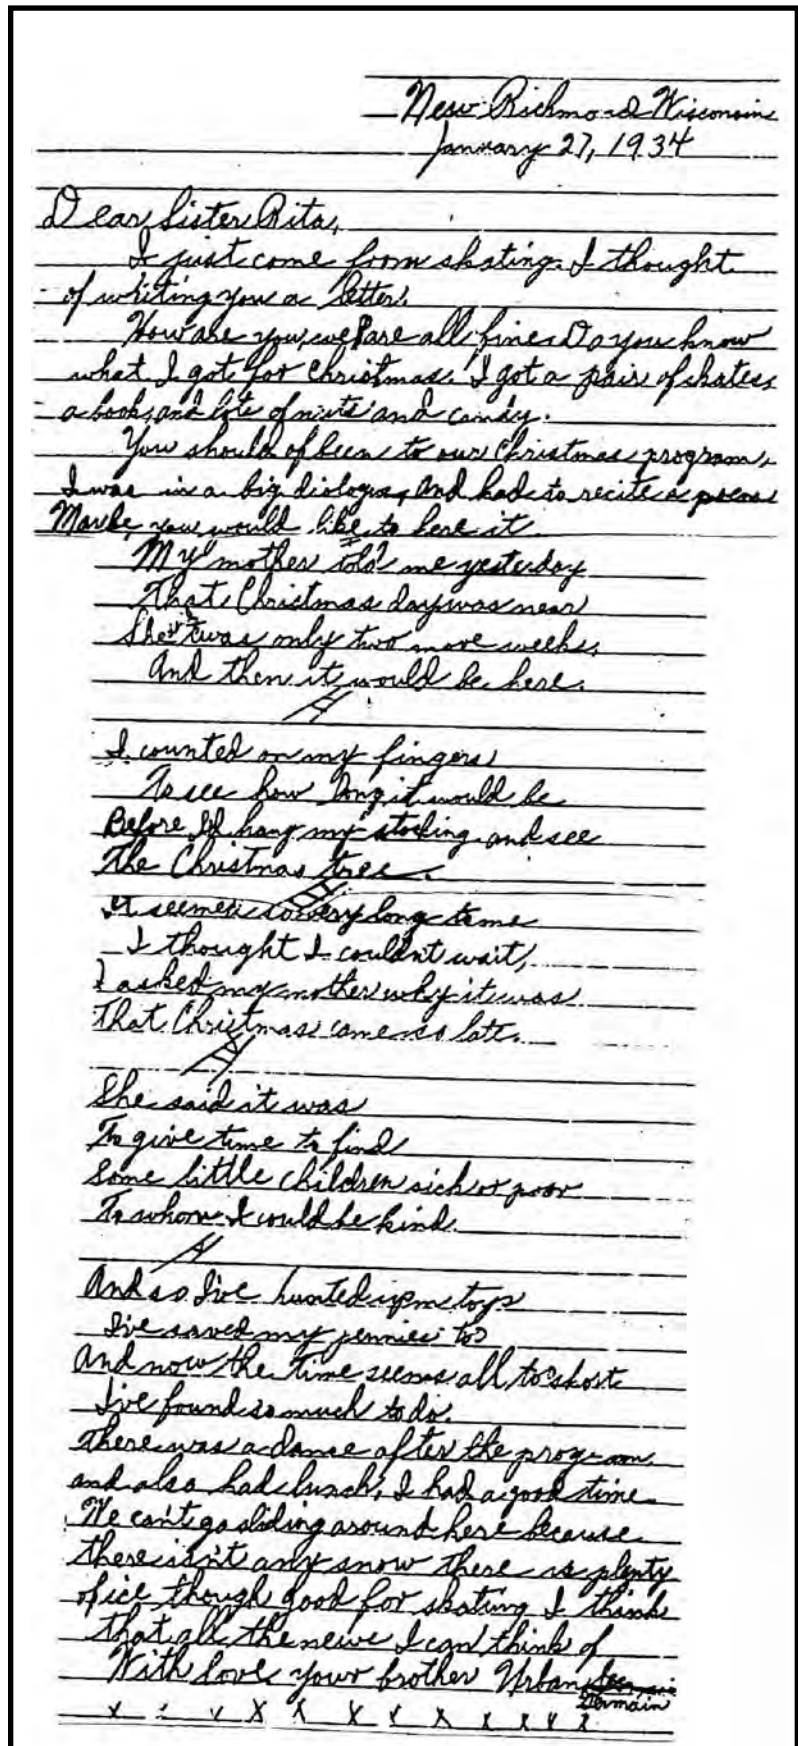 New Richmond Wisconsin
January 27, 1934
Dear Sister Rita,
I just come from skating. I thought
of writing you a letter.
How are you, we are all fine. Do you know
what I got for Christmas. I got a pair of skates,
a book, and lots of nuts and candy.
You should of been to our Christmas program,
I was in a big diologue, and had to recite a poem
Maybe you would like to here it
My mother told me yesterday
That Christmas day was near
She was only two more weeks,
And then it would be here.
I counted on my fingers
To see how long it would be
Before I'd hang my stocking and see
The Christmas tree.
It seemed so very long time
I thought I couldn't wait,
I asked my mother why it was
That Christmas came so late.
She said it was
To give time to find
Some little children sick or poor
To whom I could be kind.
And so I've hunted up my toys
I've saved my pennies to
And now the time seems all to short
I've found so much to do.
There was a dance after the program
and also had lunch, I had a good time
We can't go sliding around here because
there isn't any snow there is plenty
of ice though good for skating I think
that all the news I can think of
With love your brother Urban
Germain
x x x x x x x x x x x x